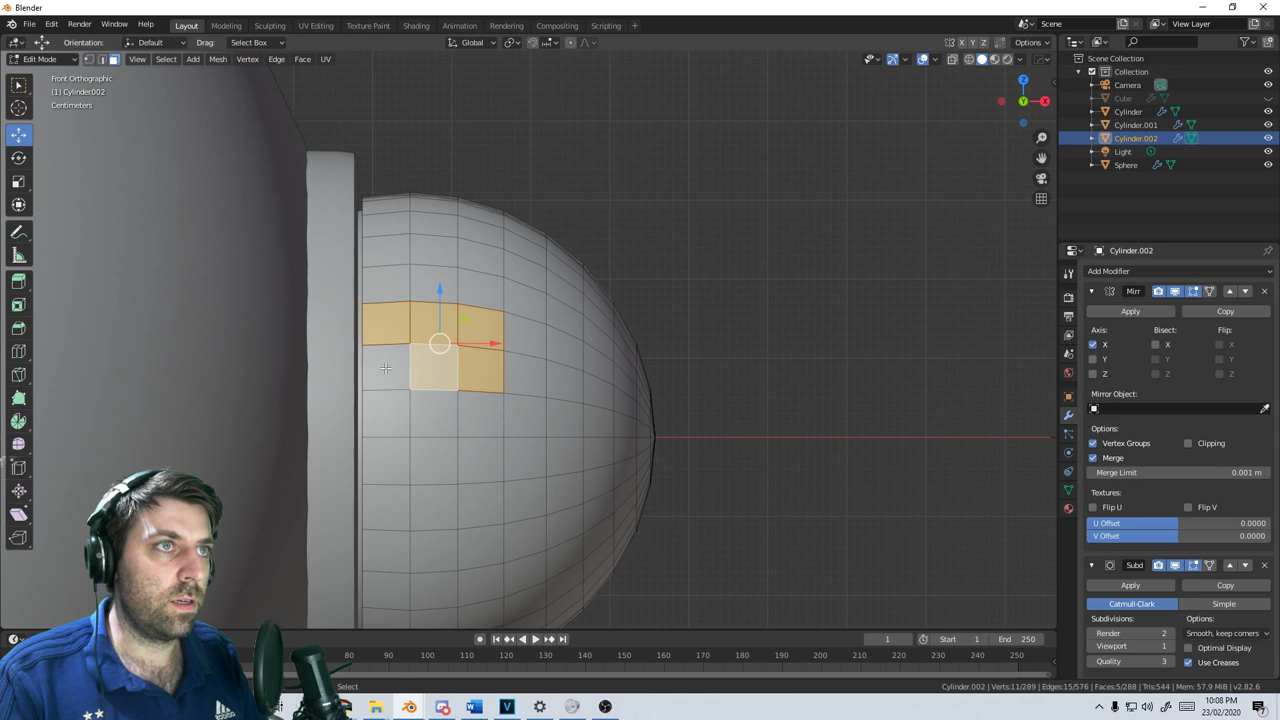 Blender
File Edit Render Window Help Layout Modeling Sculpting UV Editing Texture Paint Shading Animation Rendering Compositing Scripting + Scene View Layer
Orientation: Default Drag: Select Box Global X Y Z Options
Edit Mode View Select Add Mesh Vertex Edge Face UV
Front Orthographic
(1) Cylinder.002
Centimeters
Z
Y
X
Scene Collection
Collection
Camera
Cube
Cylinder
Cylinder.001
Cylinder.002
Light
Sphere
Cylinder.002
Add Modifier
Mirr
Apply Copy
Axis: Bisect: Flip:
X X X
Y Y Y
Z Z Z
Mirror Object:
Options:
Vertex Groups Clipping
Merge
Merge Limit 0.001 m
Textures:
Flip U Flip V
U Offset 0.0000
V Offset 0.0000
Subd
Apply Copy
Catmull-Clark Simple
Subdivisions: Options:
Render 2 Smooth, keep corners
Viewport 1 Optimal Display
Quality 3 Use Creases
1 Start 1 End 250
80 90 100 110 120 130 140 150 160 170 180 190 200 210 220 230 240 250
Select Cylinder.002 | Verts:11/289 | Edges:15/576 | Faces:5/288 | Tris:544 | Mem: 57.9 MiB | v2.82.6
10:08 PM
23/02/2020
adidas